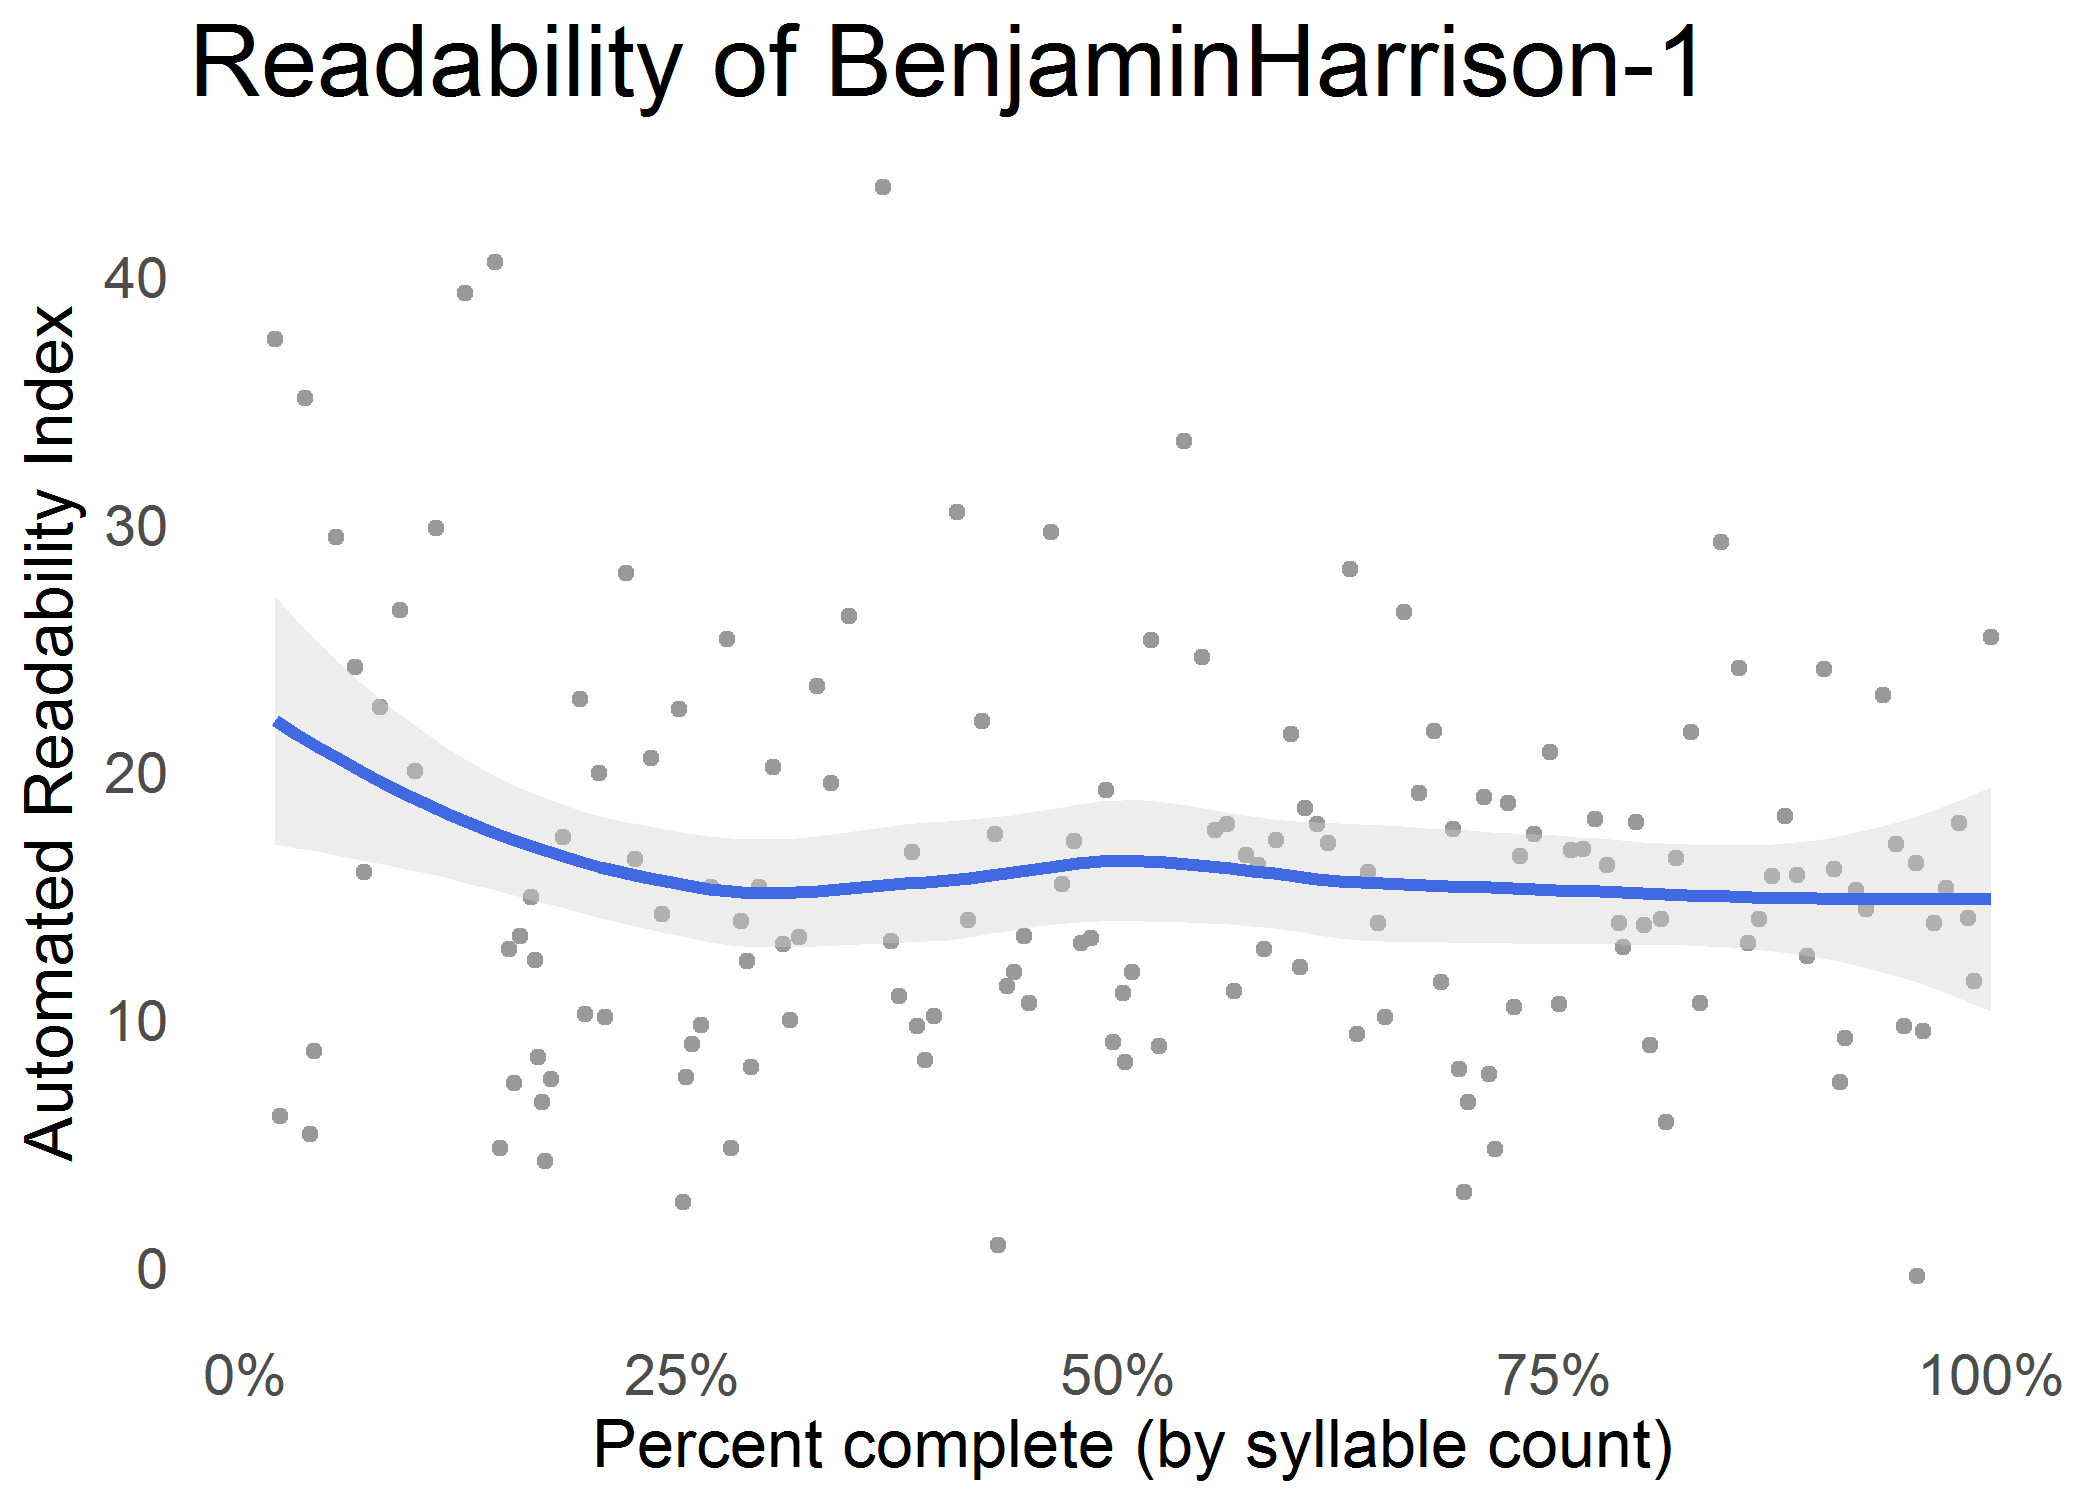 Readability of BenjaminHarrison-1
Automated Readability Index
40
30
20
10
0
0% 25% 50% 75% 100%
Percent complete (by syllable count)